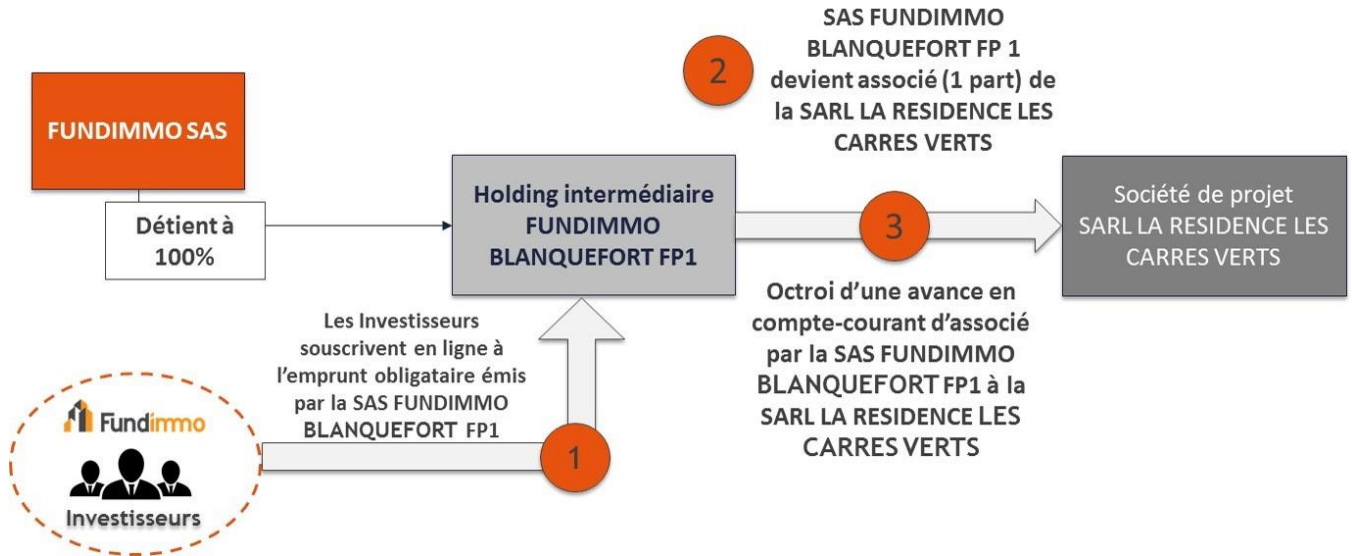 FUNDIMMO SAS
Détient à
100%
Holding intermédiaire
FUNDIMMO
BLANQUEFORT FP1
Les Investisseurs
souscrivent en ligne à
l’emprunt obligataire émis
par la SAS FUNDIMMO
BLANQUEFORT FP1
Fundimmo
Investisseurs
1
2
SAS FUNDIMMO
BLANQUEFORT FP 1
devient associé (1 part) de
la SARL LA RESIDENCE LES
CARRES VERTS
3
Octroi d’une avance en
compte-courant d’associé
par la SAS FUNDIMMO
BLANQUEFORT FP1 à la
SARL LA RESIDENCE LES
CARRES VERTS
Société de projet
SARL LA RESIDENCE LES
CARRES VERTS